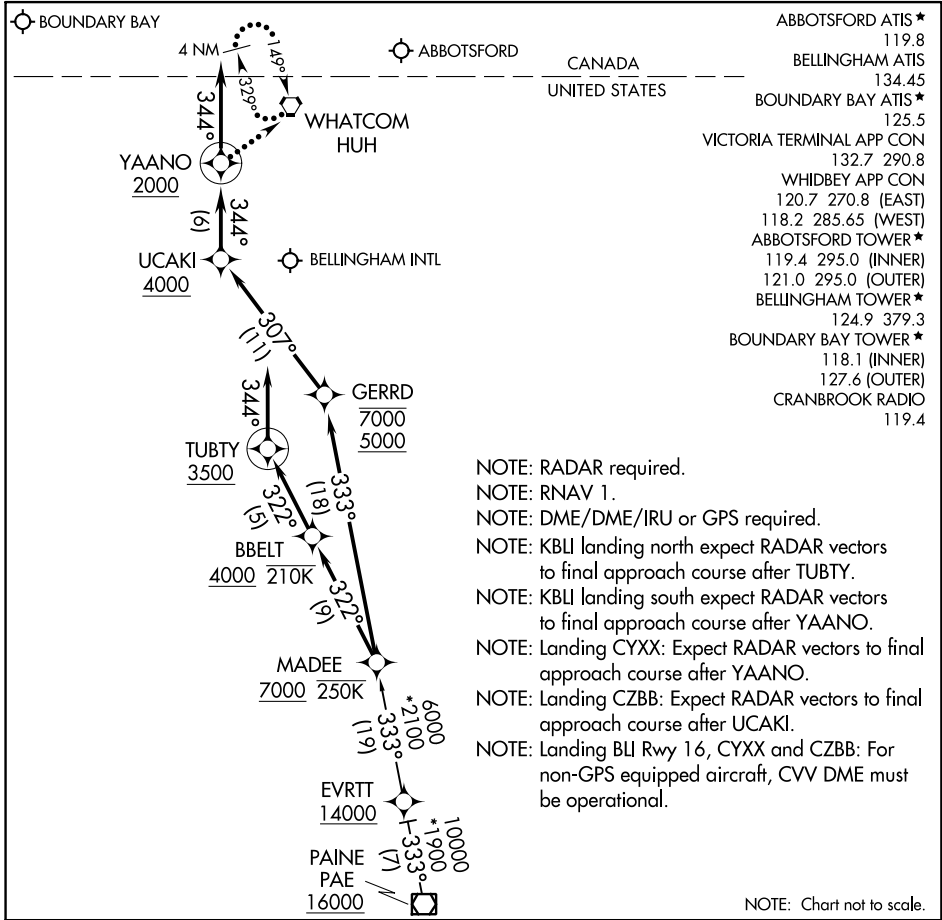 BOUNDARY BAY
4 NM
149°
329°
ABBOTSFORD
CANADA
UNITED STATES
WHATCOM
HUH
344°
YAANO
2000
344°
(6)
UCAKI
4000
BELLINGHAM INTL
307°
(11)
GERRD
7000
5000
344°
TUBTY
3500
333°
(18)
322°
(5)
BBELT
4000 210K
322°
(9)
MADEE
7000 250K
6000
*2100
333°
(19)
EVRTT
14000
10000
*1900
333°
(7)
PAINE
PAE
16000
ABBOTSFORD ATIS ★
119.8
BELLINGHAM ATIS
134.45
BOUNDARY BAY ATIS ★
125.5
VICTORIA TERMINAL APP CON
132.7 290.8
WHIDBEY APP CON
120.7 270.8 (EAST)
118.2 285.65 (WEST)
ABBOTSFORD TOWER ★
119.4 295.0 (INNER)
121.0 295.0 (OUTER)
BELLINGHAM TOWER ★
124.9 379.3
BOUNDARY BAY TOWER ★
118.1 (INNER)
127.6 (OUTER)
CRANBROOK RADIO
119.4
NOTE: RADAR required.
NOTE: RNAV 1.
NOTE: DME/DME/IRU or GPS required.
NOTE: KBLI landing north expect RADAR vectors
to final approach course after TUBTY.
NOTE: KBLI landing south expect RADAR vectors
to final approach course after YAANO.
NOTE: Landing CYXX: Expect RADAR vectors to final
approach course after YAANO.
NOTE: Landing CZBB: Expect RADAR vectors to final
approach course after UCAKI.
NOTE: Landing BLI Rwy 16, CYXX and CZBB: For
non-GPS equipped aircraft, CVV DME must
be operational.
NOTE: Chart not to scale.